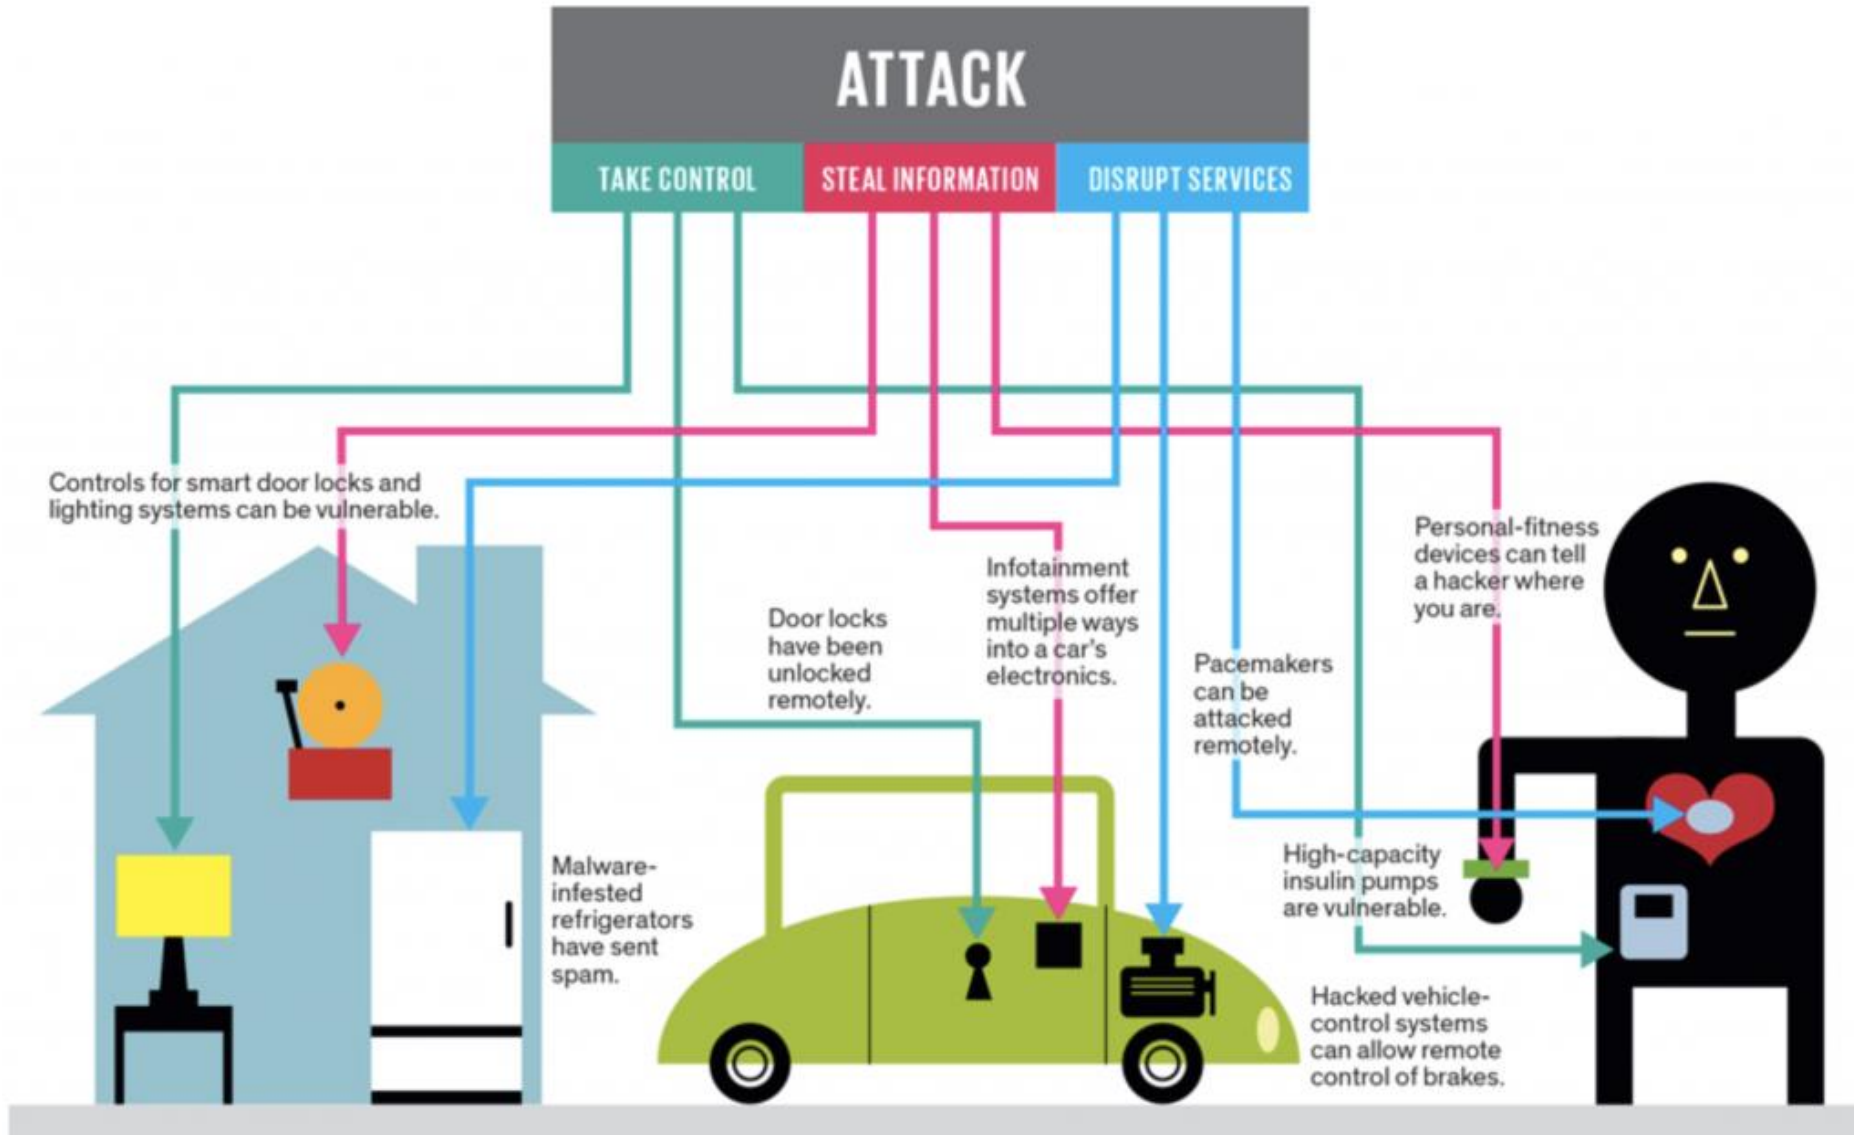 ATTACK
TAKE CONTROL
STEAL INFORMATION
DISRUPT SERVICES
Controls for smart door locks and
lighting systems can be vulnerable.
Malware-
infested
refrigerators
have sent
spam.
Door locks
have been
unlocked
remotely.
Infotainment
systems offer
multiple ways
into a car's
electronics.
Pacemakers
can be
attacked
remotely.
Personal-fitness
devices can tell
a hacker where
you are.
High-capacity
insulin pumps
are vulnerable.
Hacked vehicle-
control systems
can allow remote
control of brakes.